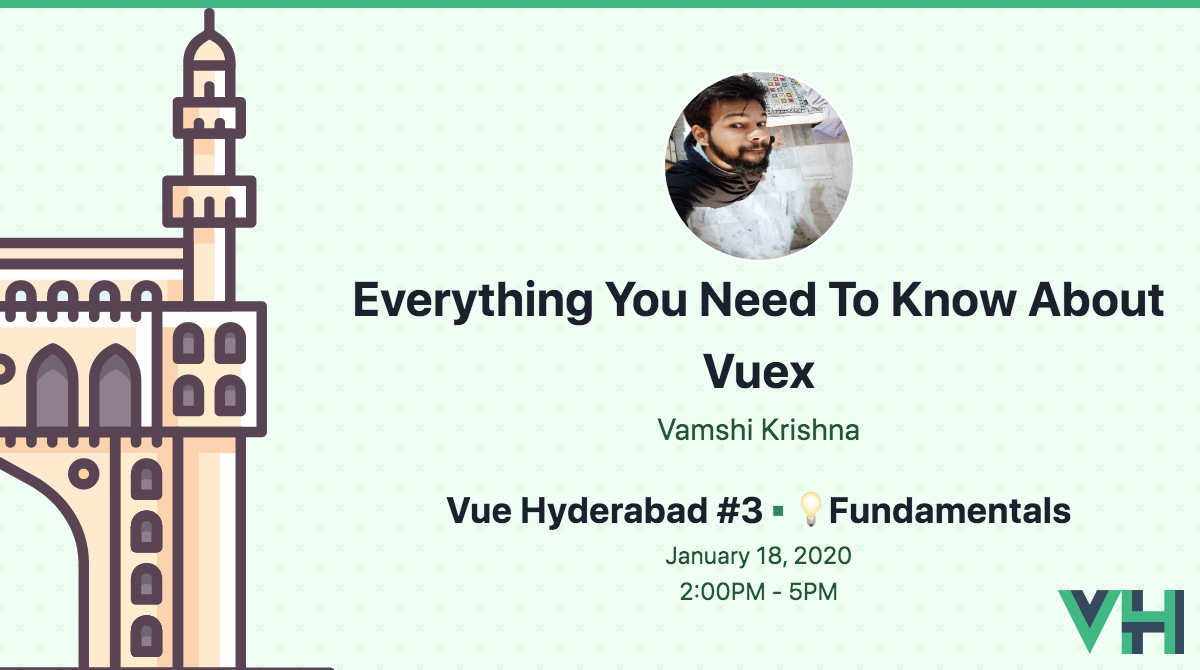 Everything You Need To Know About
Vuex
Vamshi Krishna
Vue Hyderabad #3 ▪ 💡Fundamentals
January 18, 2020
2:00PM - 5PM
VH